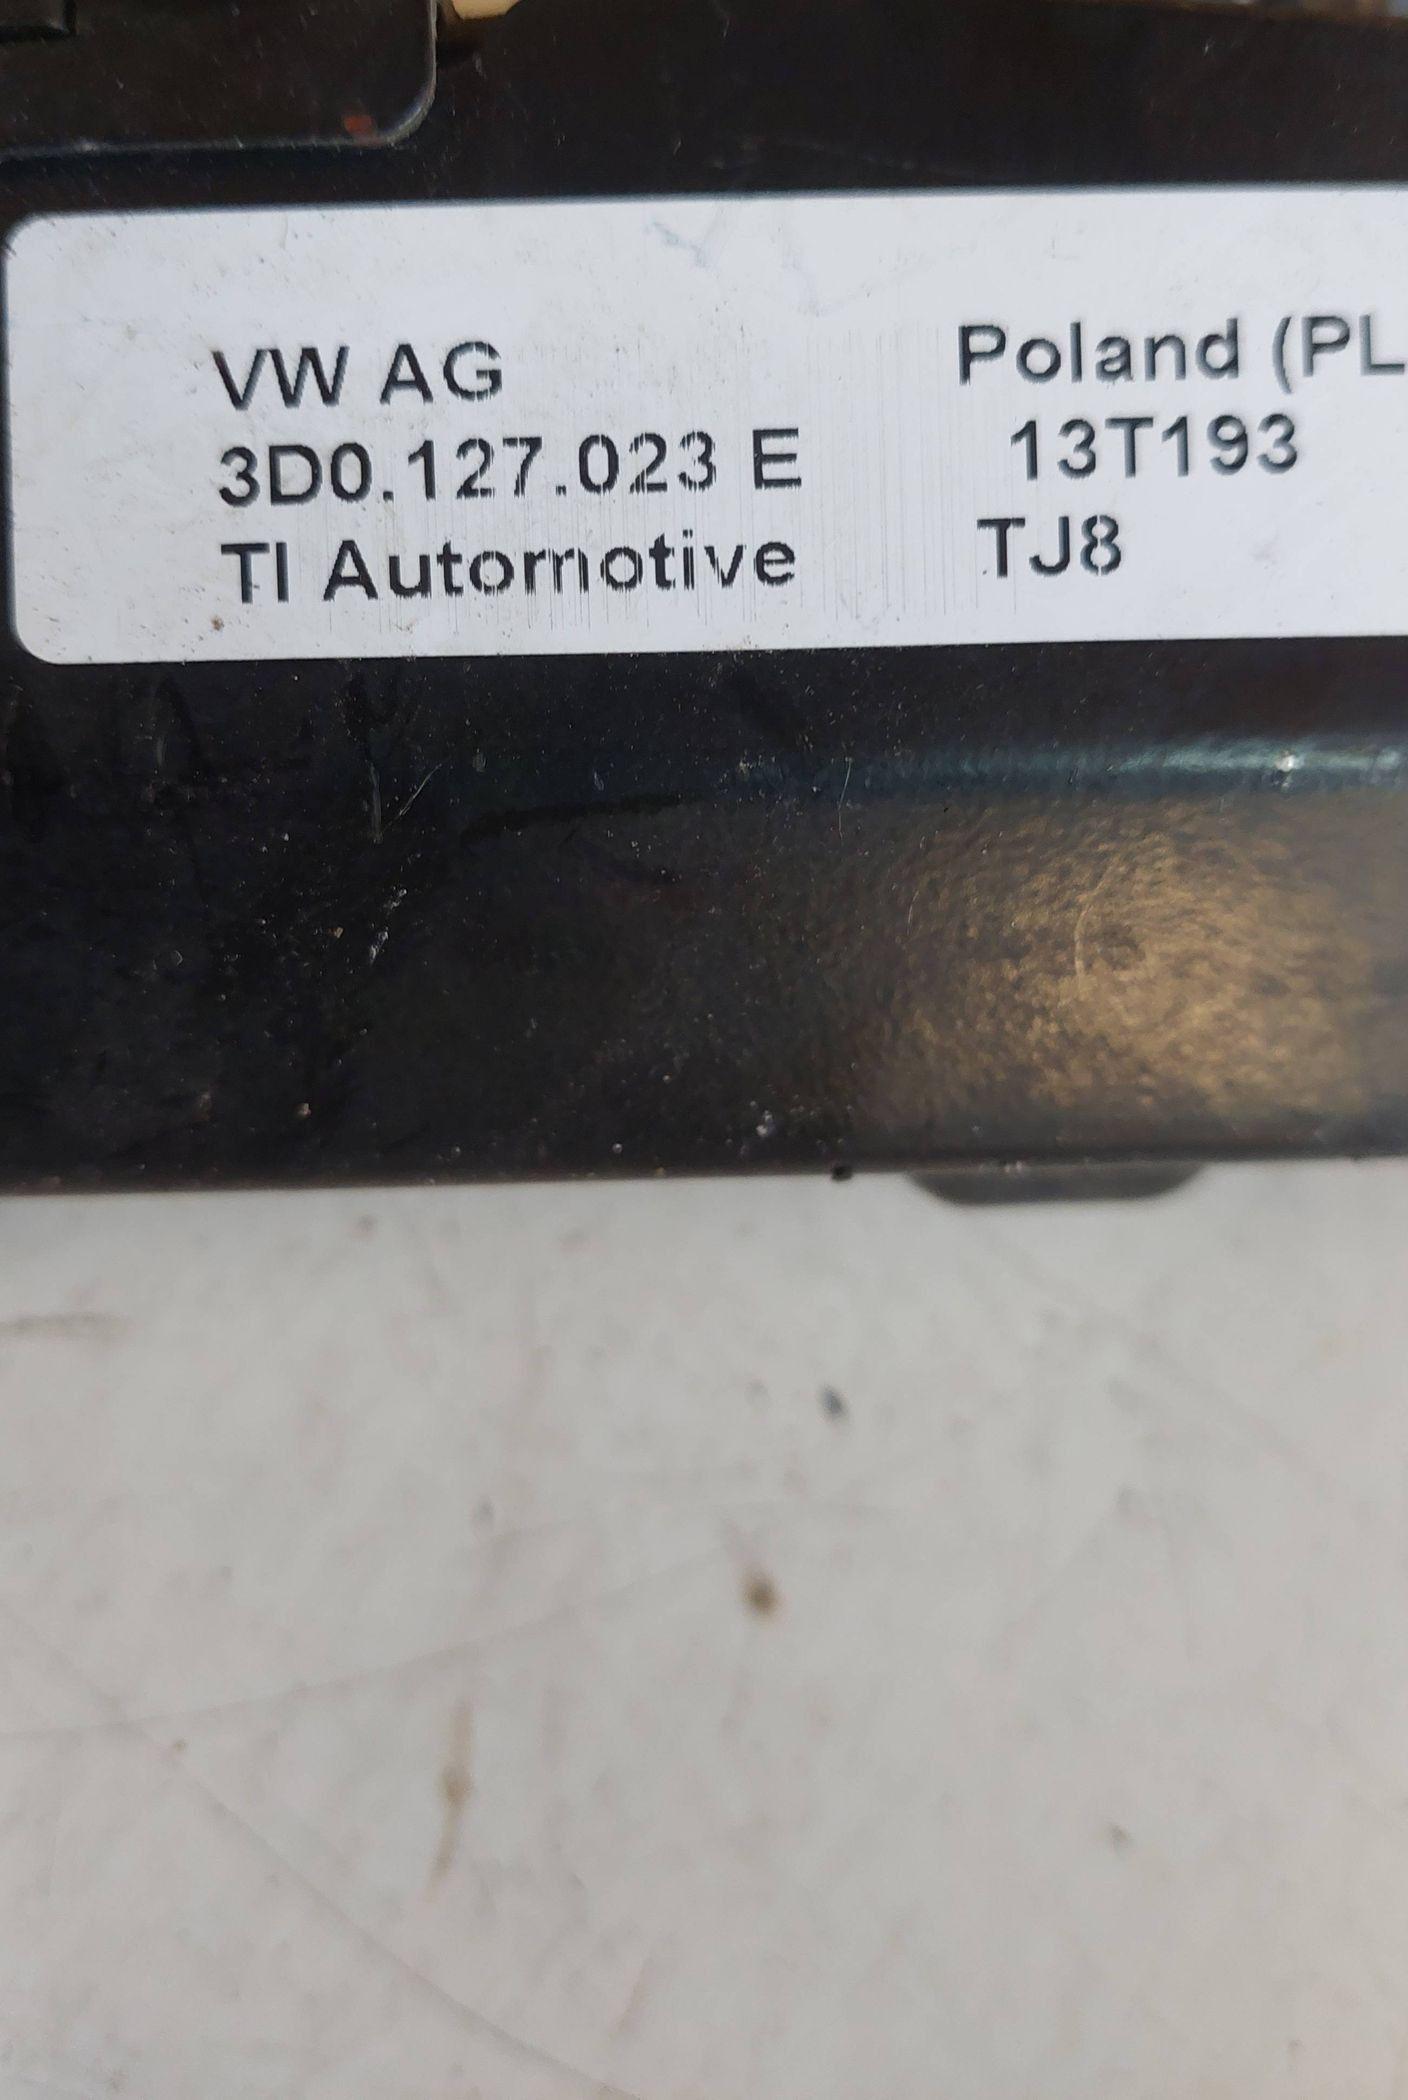 VW AG Poland (PL
3D0.127.023 E 13T193
TI Automotive TJ8